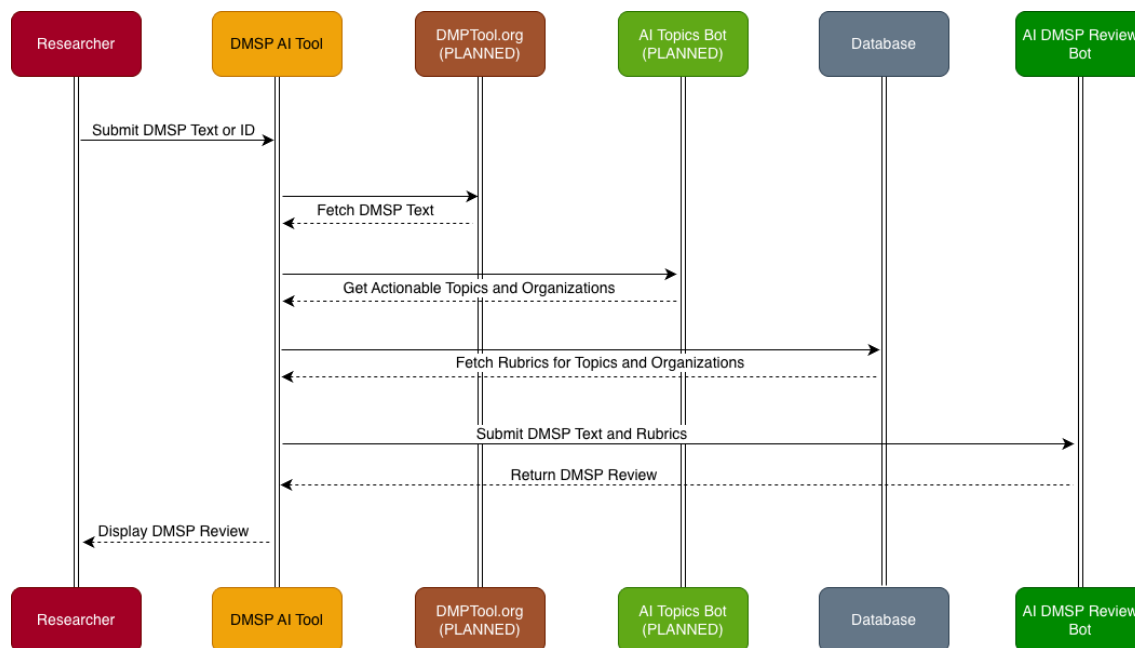 Researcher
DMSP AI Tool
DMPTool.org
(PLANNED)
AI Topics Bot
(PLANNED)
Database
AI DMSP Review
Bot
Submit DMSP Text or ID
Fetch DMSP Text
Get Actionable Topics and Organizations
Fetch Rubrics for Topics and Organizations
Submit DMSP Text and Rubrics
Return DMSP Review
Display DMSP Review
Researcher
DMSP AI Tool
DMPTool.org
(PLANNED)
AI Topics Bot
(PLANNED)
Database
AI DMSP Review
Bot